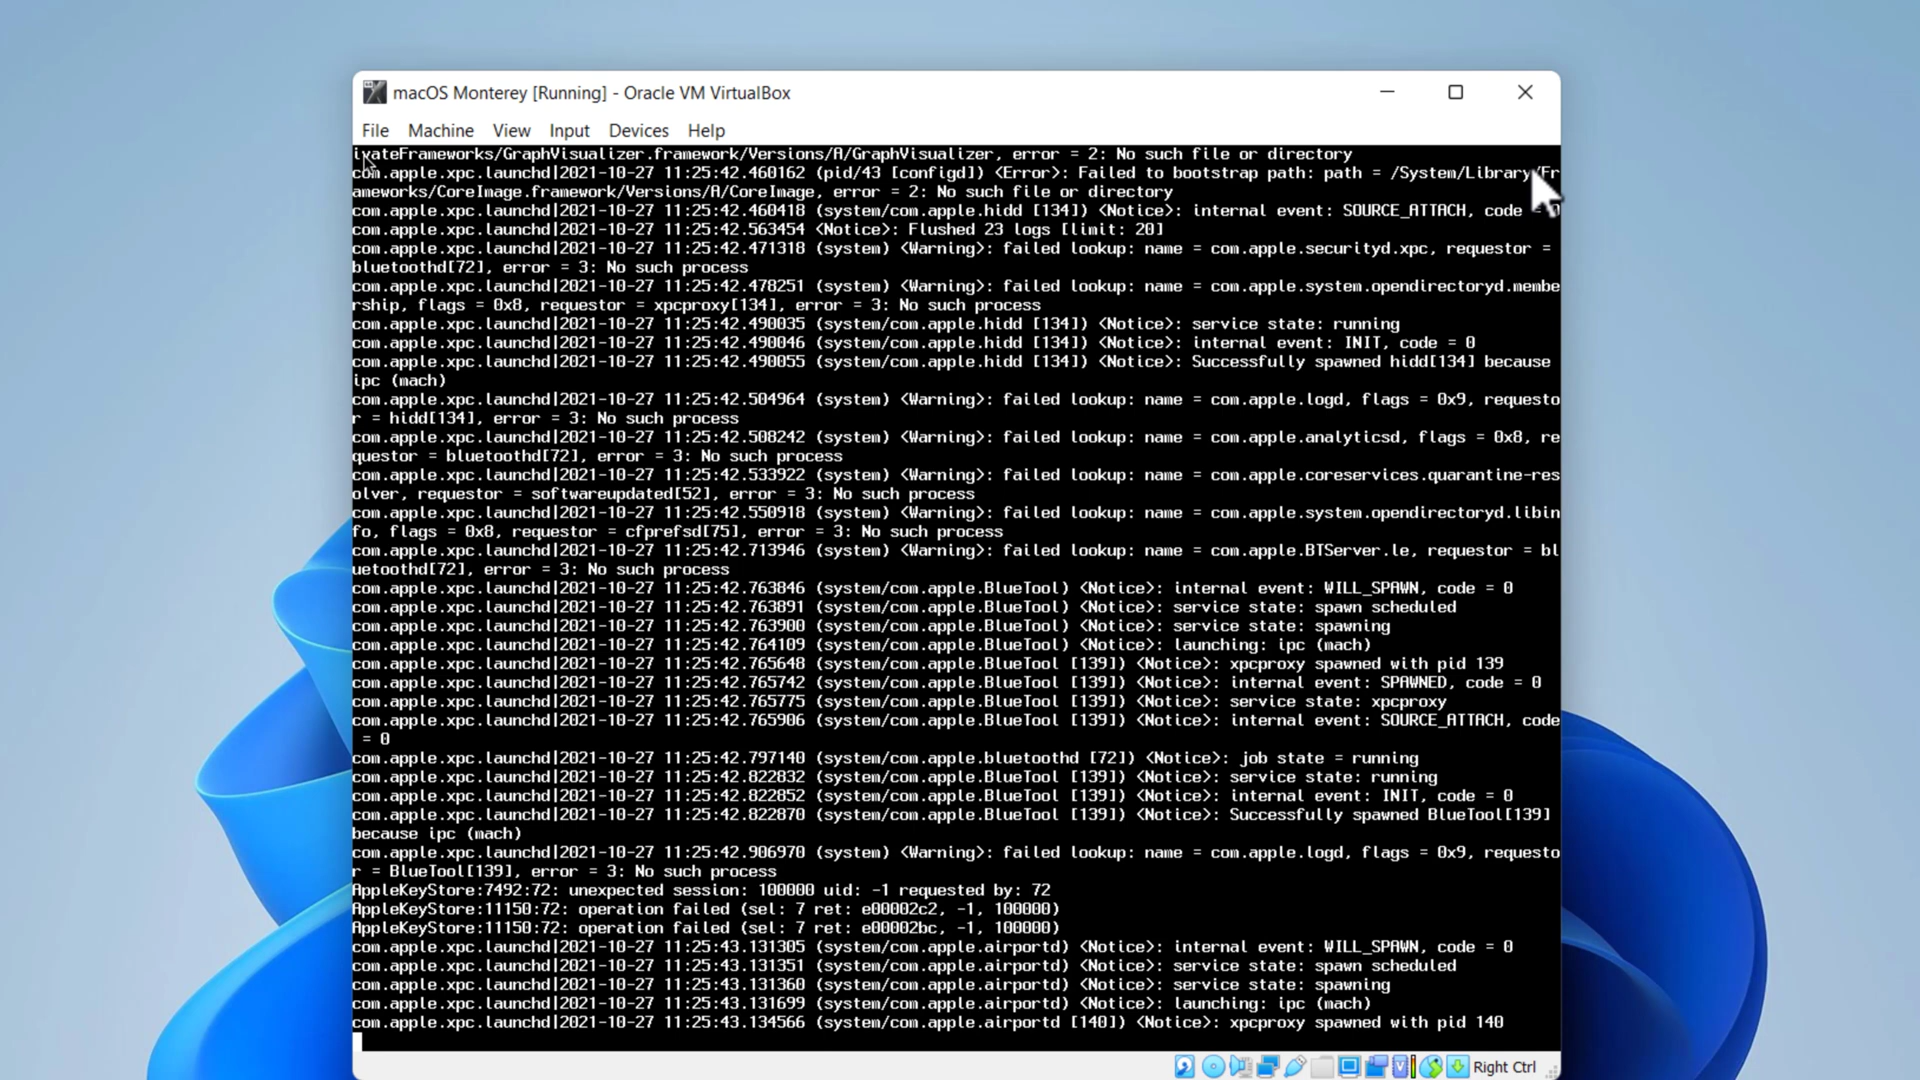 macOS Monterey [Running] - Oracle VM VirtualBox
File Machine View Input Devices Help
ivateFrameworks/GraphVisualizer.framework/Versions/A/GraphVisualizer, error = 2: No such file or directory
com.apple.xpc.launchd|2021-10-27 11:25:42.460162 (pid/43 [configd]) <Error>: Failed to bootstrap path: path = /System/Library/Fr
ameworks/CoreImage.framework/Versions/A/CoreImage, error = 2: No such file or directory
com.apple.xpc.launchd|2021-10-27 11:25:42.460418 (system/com.apple.hidd [134]) <Notice>: internal event: SOURCE_ATTACH, code = 0
com.apple.xpc.launchd|2021-10-27 11:25:42.563454 <Notice>: Flushed 23 logs [limit: 20]
com.apple.xpc.launchd|2021-10-27 11:25:42.471318 (system) <Warning>: failed lookup: name = com.apple.securityd.xpc, requestor =
bluetoothd[72], error = 3: No such process
com.apple.xpc.launchd|2021-10-27 11:25:42.478251 (system) <Warning>: failed lookup: name = com.apple.system.opendirectoryd.membe
rship, flags = 0x8, requestor = xpcproxy[134], error = 3: No such process
com.apple.xpc.launchd|2021-10-27 11:25:42.490035 (system/com.apple.hidd [134]) <Notice>: service state: running
com.apple.xpc.launchd|2021-10-27 11:25:42.490046 (system/com.apple.hidd [134]) <Notice>: internal event: INIT, code = 0
com.apple.xpc.launchd|2021-10-27 11:25:42.490055 (system/com.apple.hidd [134]) <Notice>: Successfully spawned hidd[134] because
ipc (mach)
com.apple.xpc.launchd|2021-10-27 11:25:42.504964 (system) <Warning>: failed lookup: name = com.apple.logd, flags = 0x9, requesto
r = hidd[134], error = 3: No such process
com.apple.xpc.launchd|2021-10-27 11:25:42.508242 (system) <Warning>: failed lookup: name = com.apple.analyticsd, flags = 0x8, re
questor = bluetoothd[72], error = 3: No such process
com.apple.xpc.launchd|2021-10-27 11:25:42.533922 (system) <Warning>: failed lookup: name = com.apple.coreservices.quarantine-res
olver, requestor = softwareupdated[52], error = 3: No such process
com.apple.xpc.launchd|2021-10-27 11:25:42.550918 (system) <Warning>: failed lookup: name = com.apple.system.opendirectoryd.libin
fo, flags = 0x8, requestor = cfprefsd[75], error = 3: No such process
com.apple.xpc.launchd|2021-10-27 11:25:42.713946 (system) <Warning>: failed lookup: name = com.apple.BTServer.le, requestor = bl
uetoothd[72], error = 3: No such process
com.apple.xpc.launchd|2021-10-27 11:25:42.763846 (system/com.apple.BlueTool) <Notice>: internal event: WILL_SPAWN, code = 0
com.apple.xpc.launchd|2021-10-27 11:25:42.763891 (system/com.apple.BlueTool) <Notice>: service state: spawn scheduled
com.apple.xpc.launchd|2021-10-27 11:25:42.763900 (system/com.apple.BlueTool) <Notice>: service state: spawning
com.apple.xpc.launchd|2021-10-27 11:25:42.764109 (system/com.apple.BlueTool) <Notice>: launching: ipc (mach)
com.apple.xpc.launchd|2021-10-27 11:25:42.765648 (system/com.apple.BlueTool [139]) <Notice>: xpcproxy spawned with pid 139
com.apple.xpc.launchd|2021-10-27 11:25:42.765742 (system/com.apple.BlueTool [139]) <Notice>: internal event: SPAWNED, code = 0
com.apple.xpc.launchd|2021-10-27 11:25:42.765775 (system/com.apple.BlueTool [139]) <Notice>: service state: xpcproxy
com.apple.xpc.launchd|2021-10-27 11:25:42.765906 (system/com.apple.BlueTool [139]) <Notice>: internal event: SOURCE_ATTACH, code
= 0
com.apple.xpc.launchd|2021-10-27 11:25:42.797140 (system/com.apple.bluetoothd [72]) <Notice>: job state = running
com.apple.xpc.launchd|2021-10-27 11:25:42.822832 (system/com.apple.BlueTool [139]) <Notice>: service state: running
com.apple.xpc.launchd|2021-10-27 11:25:42.822852 (system/com.apple.BlueTool [139]) <Notice>: internal event: INIT, code = 0
com.apple.xpc.launchd|2021-10-27 11:25:42.822870 (system/com.apple.BlueTool [139]) <Notice>: Successfully spawned BlueTool[139]
because ipc (mach)
com.apple.xpc.launchd|2021-10-27 11:25:42.906970 (system) <Warning>: failed lookup: name = com.apple.logd, flags = 0x9, requesto
r = BlueTool[139], error = 3: No such process
AppleKeyStore:7492:72: unexpected session: 100000 uid: -1 requested by: 72
AppleKeyStore:11150:72: operation failed (sel: 7 ret: e00002c2, -1, 100000)
AppleKeyStore:11150:72: operation failed (sel: 7 ret: e00002bc, -1, 100000)
com.apple.xpc.launchd|2021-10-27 11:25:43.131305 (system/com.apple.airportd) <Notice>: internal event: WILL_SPAWN, code = 0
com.apple.xpc.launchd|2021-10-27 11:25:43.131351 (system/com.apple.airportd) <Notice>: service state: spawn scheduled
com.apple.xpc.launchd|2021-10-27 11:25:43.131360 (system/com.apple.airportd) <Notice>: service state: spawning
com.apple.xpc.launchd|2021-10-27 11:25:43.131699 (system/com.apple.airportd) <Notice>: launching: ipc (mach)
com.apple.xpc.launchd|2021-10-27 11:25:43.134566 (system/com.apple.airportd [140]) <Notice>: xpcproxy spawned with pid 140
Right Ctrl